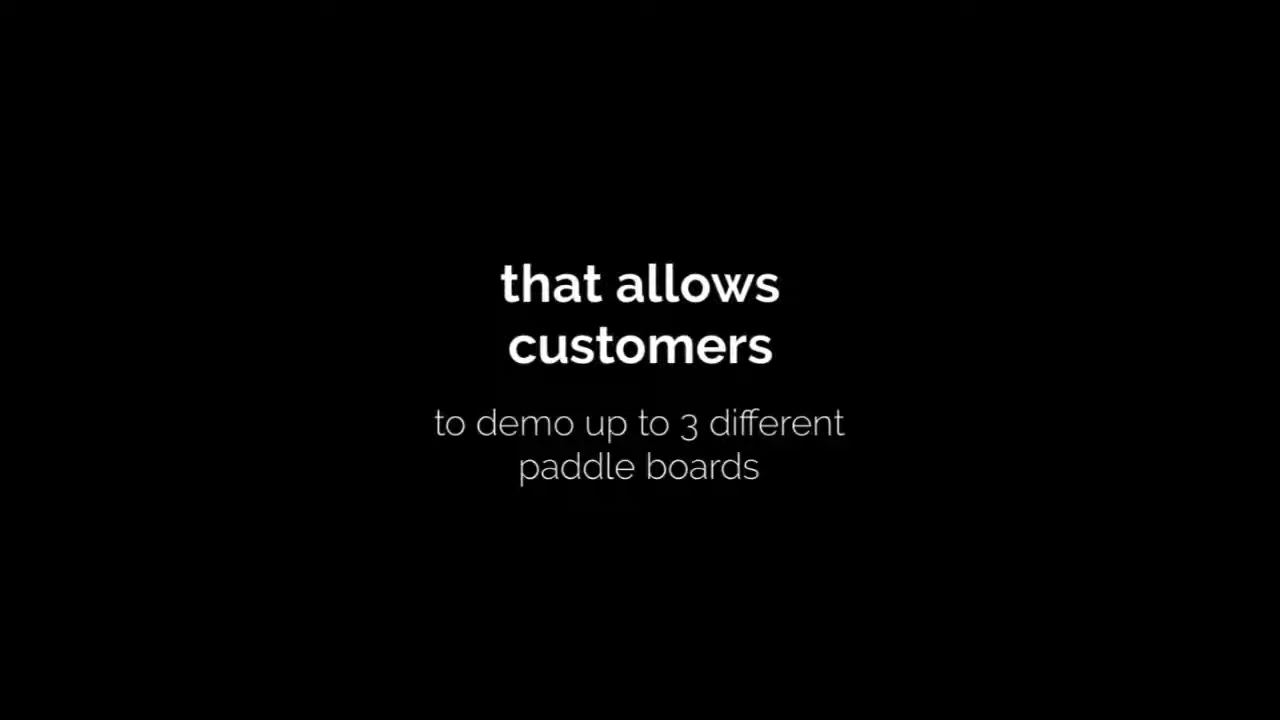 that allows
customers
to demo up to 3 different
paddle boards